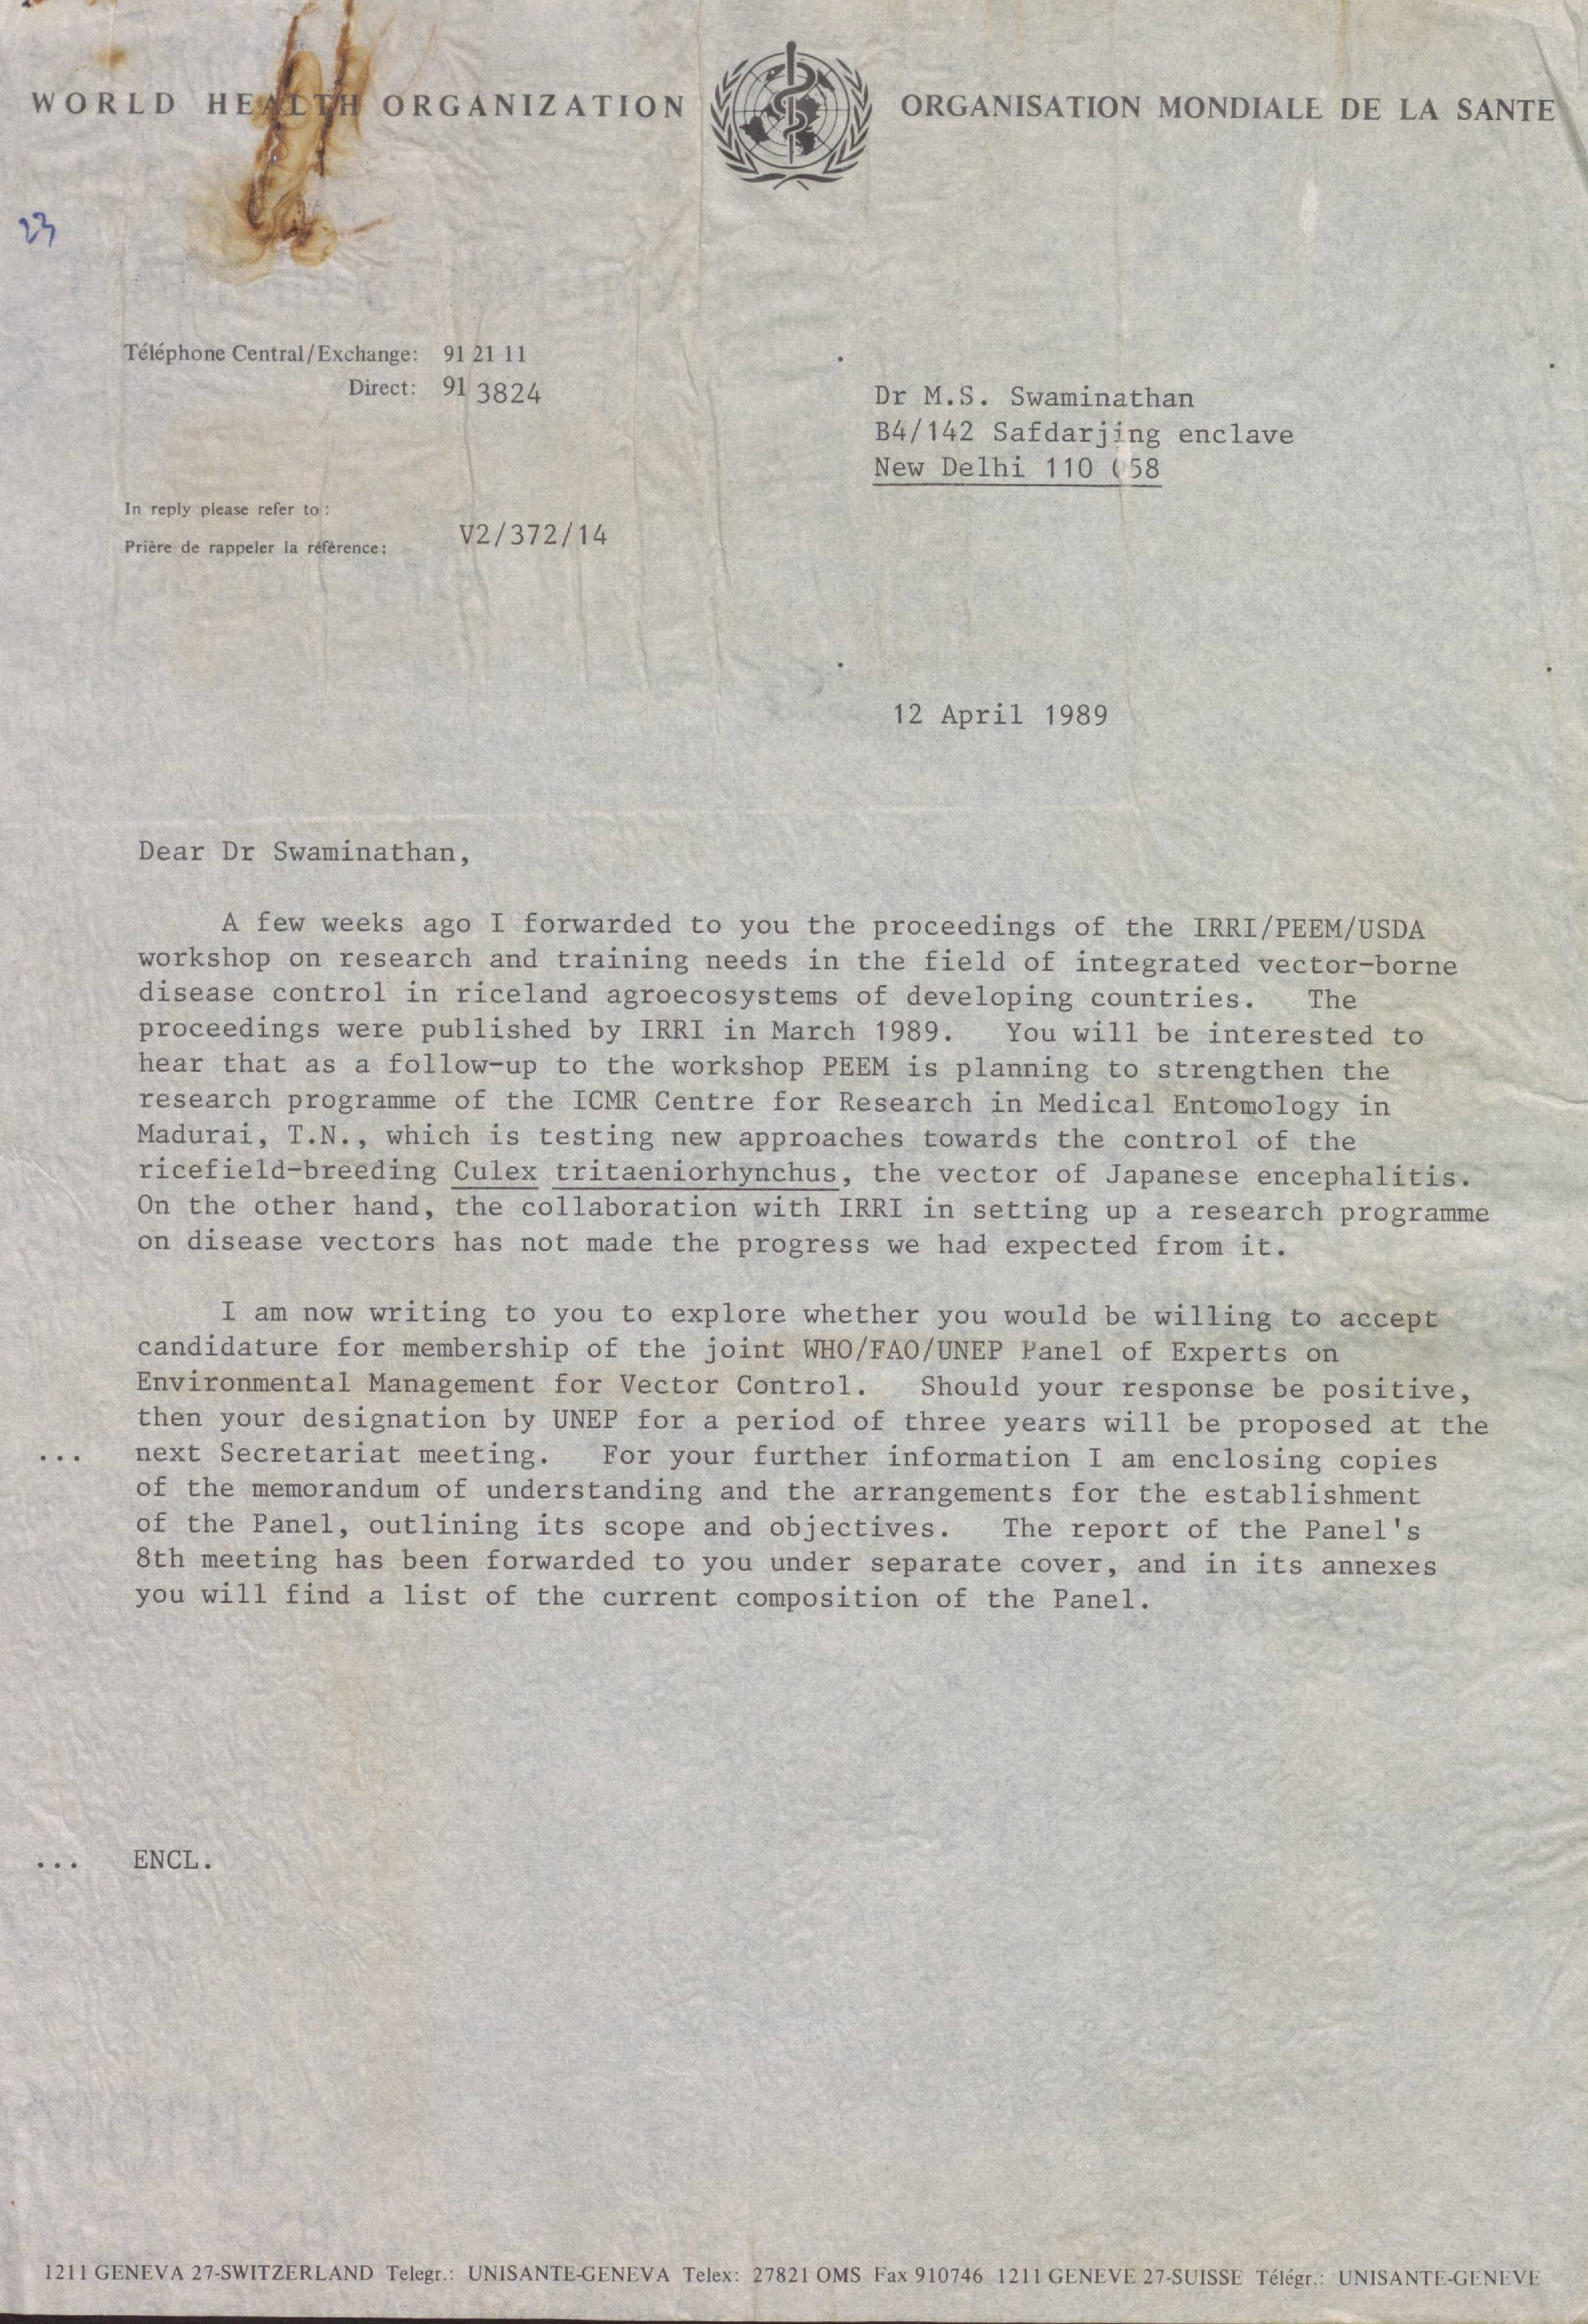 WORLD HEALTH ORGANIZATION ORGANISATION MONDIALE DE LA SANTE
23
Téléphone Central/Exchange: 91 21 11
Direct: 91 3824
Dr M.S. Swaminathan
B4/142 Safdarjing enclave
New Delhi 110 058
In reply please refer to:
Prière de rappeler la référence: V2/372/14
12 April 1989
Dear Dr Swaminathan,
A few weeks ago I forwarded to you the proceedings of the IRRI/PEEM/USDA
workshop on research and training needs in the field of integrated vector-borne
disease control in riceland agroecosystems of developing countries. The
proceedings were published by IRRI in March 1989. You will be interested to
hear that as a follow-up to the workshop PEEM is planning to strengthen the
research programme of the ICMR Centre for Research in Medical Entomology in
Madurai, T.N., which is testing new approaches towards the control of the
ricefield-breeding Culex tritaeniorhynchus, the vector of Japanese encephalitis.
On the other hand, the collaboration with IRRI in setting up a research programme
on disease vectors has not made the progress we had expected from it.
I am now writing to you to explore whether you would be willing to accept
candidature for membership of the joint WHO/FAO/UNEP Panel of Experts on
Environmental Management for Vector Control. Should your response be positive,
then your designation by UNEP for a period of three years will be proposed at the
... next Secretariat meeting. For your further information I am enclosing copies
of the memorandum of understanding and the arrangements for the establishment
of the Panel, outlining its scope and objectives. The report of the Panel's
8th meeting has been forwarded to you under separate cover, and in its annexes
you will find a list of the current composition of the Panel.
... ENCL.
1211 GENEVA 27-SWITZERLAND Telegr.: UNISANTE-GENEVA Telex: 27821 OMS Fax 910746 1211 GENEVE 27-SUISSE Télégr.: UNISANTE-GENEVE